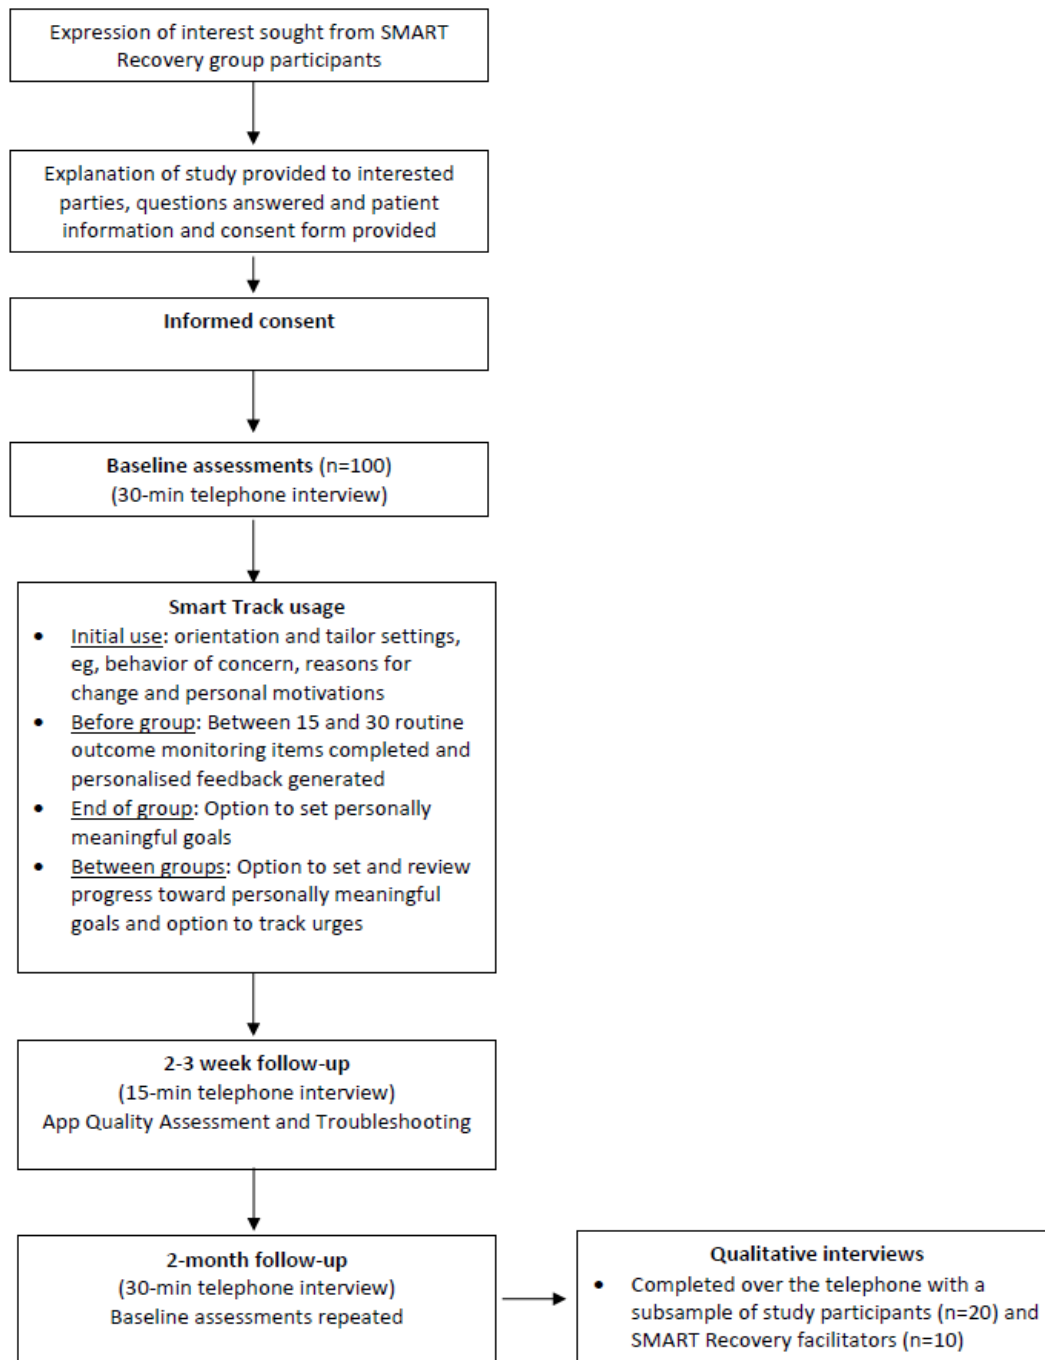 Expression of interest sought from SMART
Recovery group participants
Explanation of study provided to interested
parties, questions answered and patient
information and consent form provided
Informed consent
Baseline assessments (n=100)
(30-min telephone interview)
Smart Track usage
• Initial use: orientation and tailor settings,
eg, behavior of concern, reasons for
change and personal motivations
• Before group: Between 15 and 30 routine
outcome monitoring items completed and
personalised feedback generated
• End of group: Option to set personally
meaningful goals
• Between groups: Option to set and review
progress toward personally meaningful
goals and option to track urges
2-3 week follow-up
(15-min telephone interview)
App Quality Assessment and Troubleshooting
2-month follow-up
(30-min telephone interview)
Baseline assessments repeated
Qualitative interviews
• Completed over the telephone with a
subsample of study participants (n=20) and
SMART Recovery facilitators (n=10)